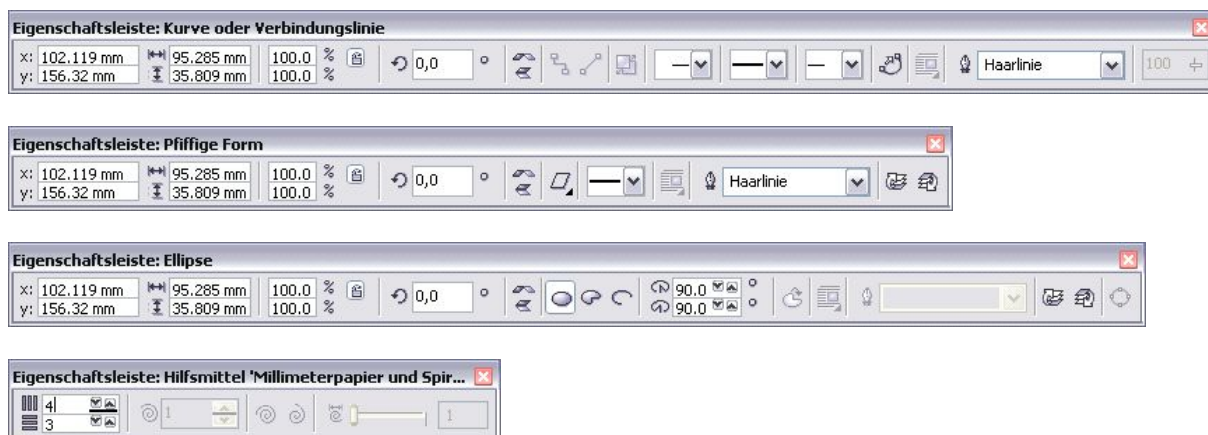 Eigenschaftsleiste: Kurve oder Verbindungslinie
x: 102.119 mm 95.285 mm 100.0 % 0,0 ° Haarlinie 100
y: 156.32 mm 35.809 mm 100.0 %
Eigenschaftsleiste: Pfiffige Form
x: 102.119 mm 95.285 mm 100.0 % 0,0 ° Haarlinie
y: 156.32 mm 35.809 mm 100.0 %
Eigenschaftsleiste: Ellipse
x: 102.119 mm 95.285 mm 100.0 % 0,0 ° 90.0 °
y: 156.32 mm 35.809 mm 100.0 % 90.0 °
Eigenschaftsleiste: Hilfsmittel 'Millimeterpapier und Spir...
4 1 1
3